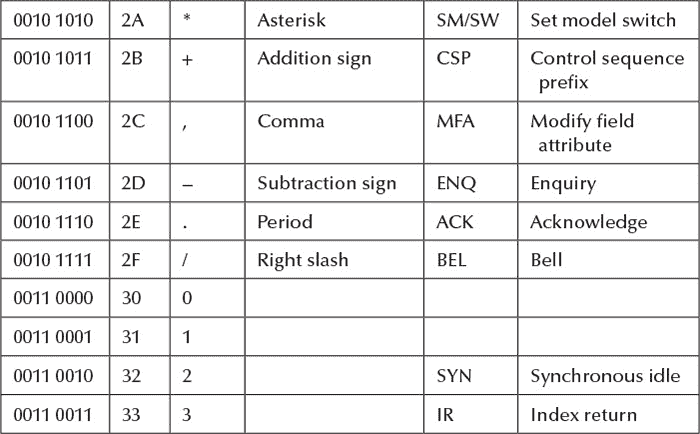 0010 1010 2A * Asterisk SM/SW Set model switch
0010 1011 2B + Addition sign CSP Control sequence
prefix
0010 1100 2C , Comma MFA Modify field
attribute
0010 1101 2D – Subtraction sign ENQ Enquiry
0010 1110 2E . Period ACK Acknowledge
0010 1111 2F / Right slash BEL Bell
0011 0000 30 0
0011 0001 31 1
0011 0010 32 2 SYN Synchronous idle
0011 0011 33 3 IR Index return